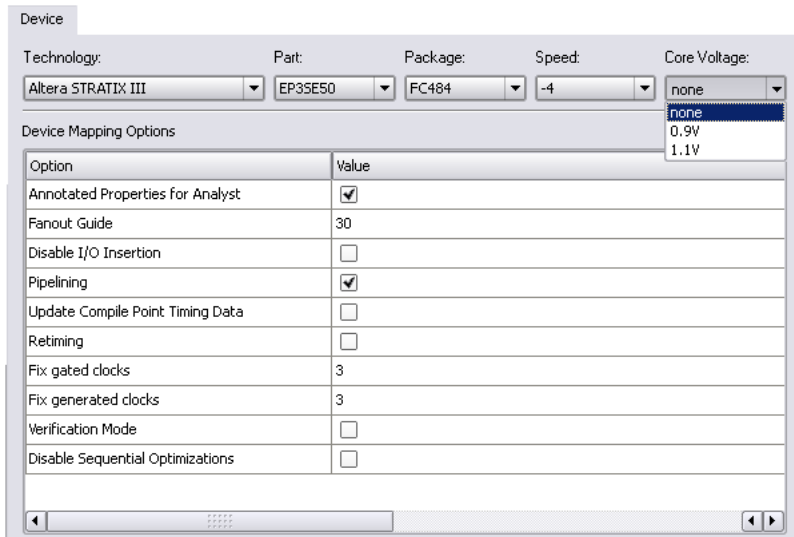 Device
Technology: Part: Package: Speed: Core Voltage:
Altera STRATIX III EP3SE50 FC484 -4 none
none
0.9V
1.1V
Device Mapping Options
Option Value
Annotated Properties for Analyst
Fanout Guide 30
Disable I/O Insertion
Pipelining
Update Compile Point Timing Data
Retiming
Fix gated clocks 3
Fix generated clocks 3
Verification Mode
Disable Sequential Optimizations